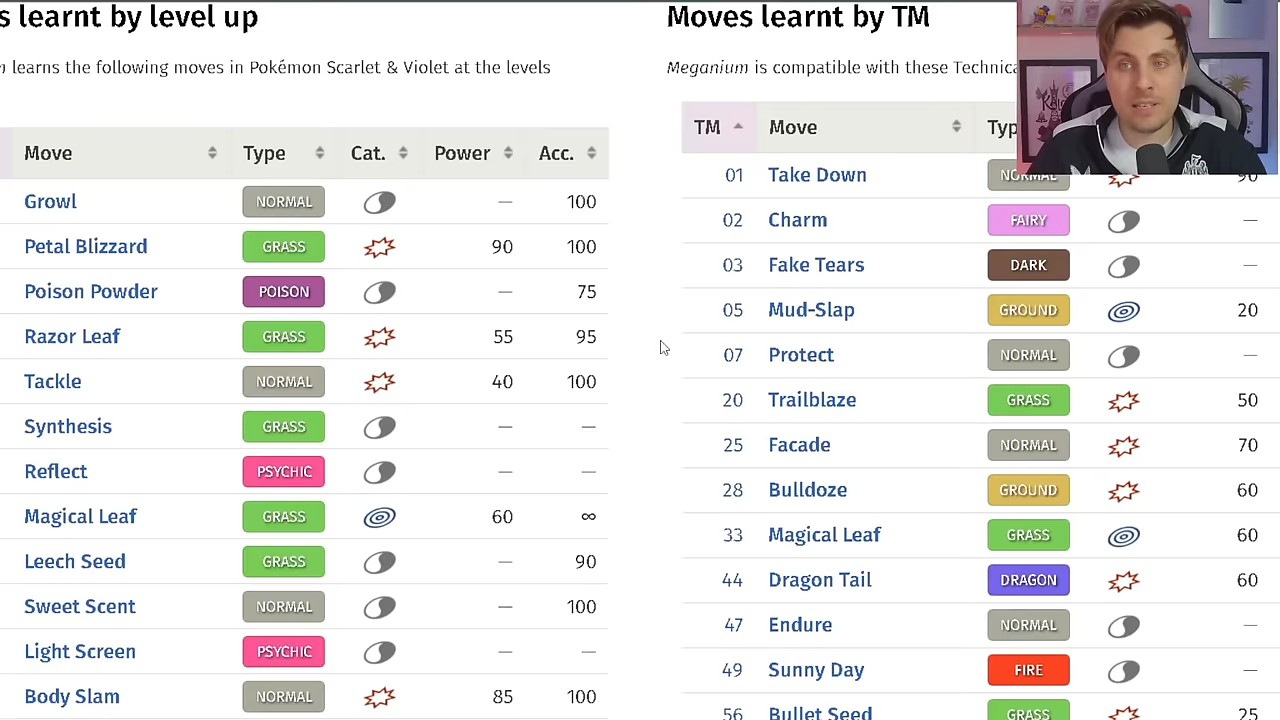 s learnt by level up
n learns the following moves in Pokémon Scarlet & Violet at the levels
Move Type Cat. Power Acc.
Growl NORMAL — 100
Petal Blizzard GRASS 90 100
Poison Powder POISON — 75
Razor Leaf GRASS 55 95
Tackle NORMAL 40 100
Synthesis GRASS — —
Reflect PSYCHIC — —
Magical Leaf GRASS 60 ∞
Leech Seed GRASS — 90
Sweet Scent NORMAL — 100
Light Screen PSYCHIC — —
Body Slam NORMAL 85 100
Moves learnt by TM
Meganium is compatible with these Technica
TM Move Typ
01 Take Down NORMAL 90
02 Charm FAIRY —
03 Fake Tears DARK —
05 Mud-Slap GROUND 20
07 Protect NORMAL —
20 Trailblaze GRASS 50
25 Facade NORMAL 70
28 Bulldoze GROUND 60
33 Magical Leaf GRASS 60
44 Dragon Tail DRAGON 60
47 Endure NORMAL —
49 Sunny Day FIRE —
56 Bullet Seed GRASS 25